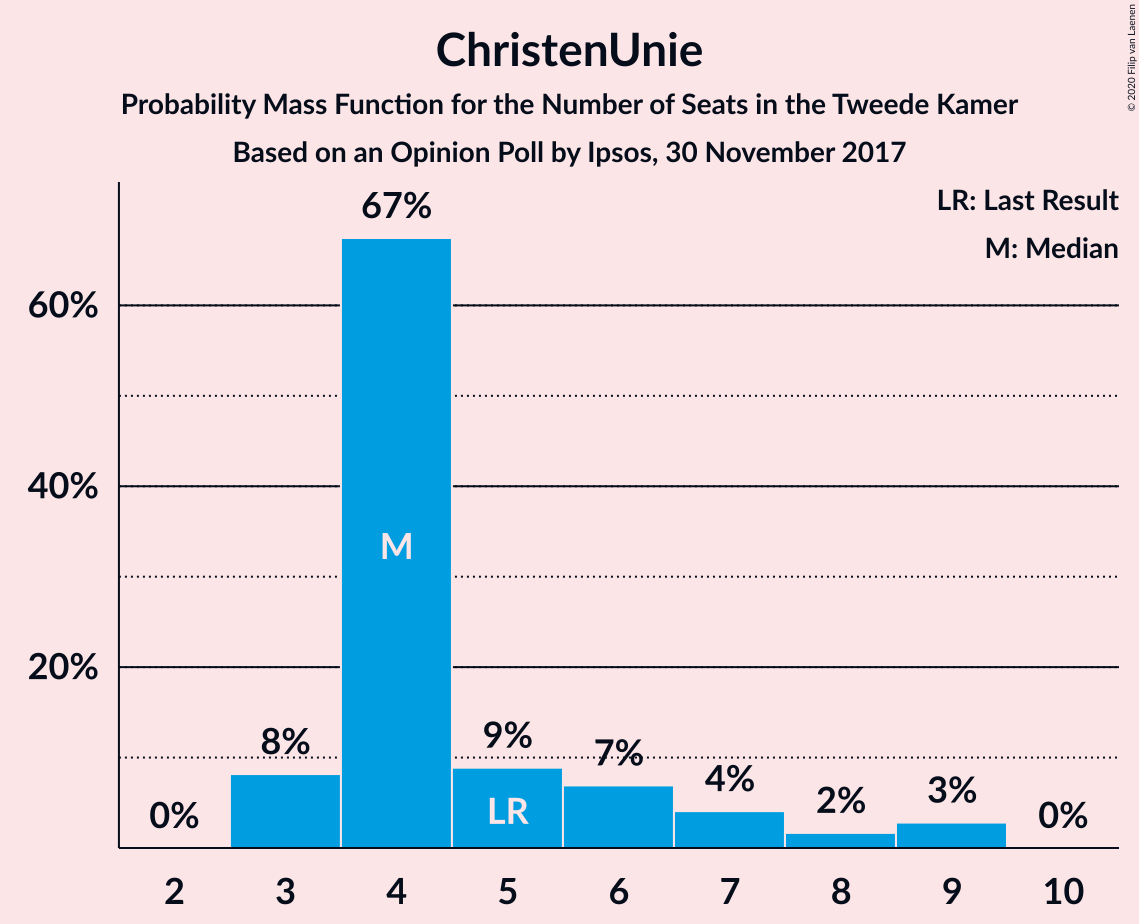 © 2020 Filip van Laenen
ChristenUnie
Probability Mass Function for the Number of Seats in the Tweede Kamer
Based on an Opinion Poll by Ipsos, 30 November 2017
LR: Last Result
M: Median
60%
40%
20%
0%
8%
67%
9%
7%
4%
2%
3%
0%
M
LR
2 3 4 5 6 7 8 9 10